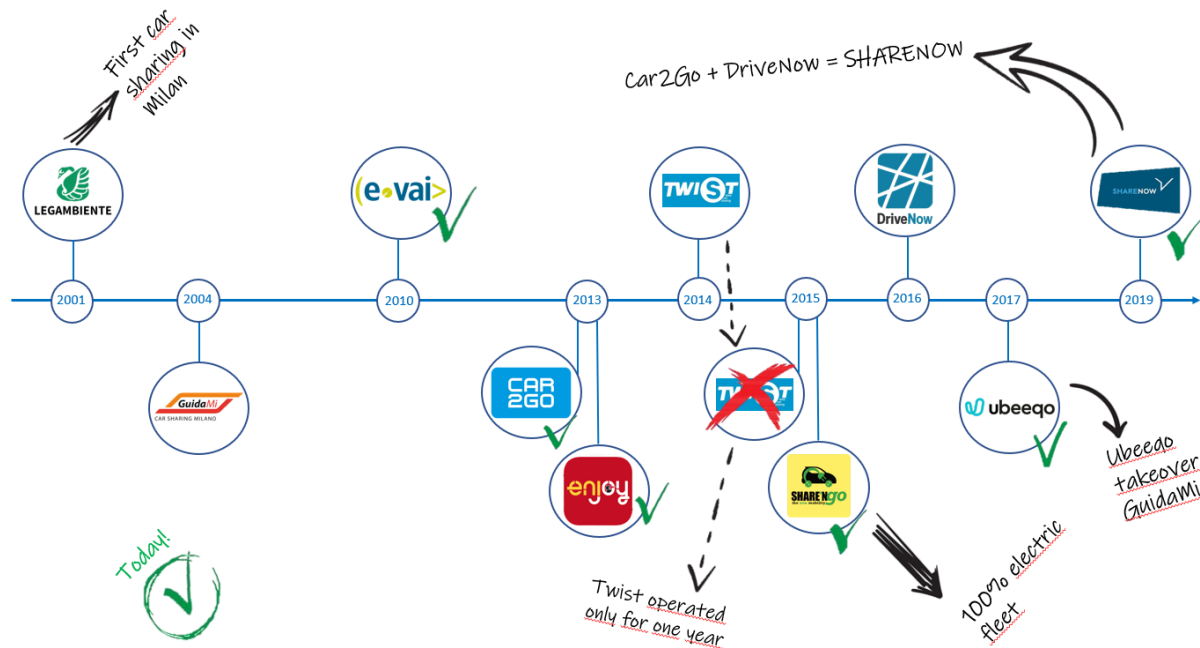 First car
sharing in
Milan
Car2Go + DriveNow = SHARENOW
LEGAMBIENTE
(e•vai>
TWIST
DriveNow
SHARENOW
2001
2004
2010
2013
2014
2015
2016
2017
2019
GuidaMi
CAR SHARING MILANO
CAR
2GO
enjoy
TWIST
SHARE'NGO
ubeeqo
Ubeeqo
takeover
GuidaMi
100% electric
fleet
Twist operated
only for one year
Today!